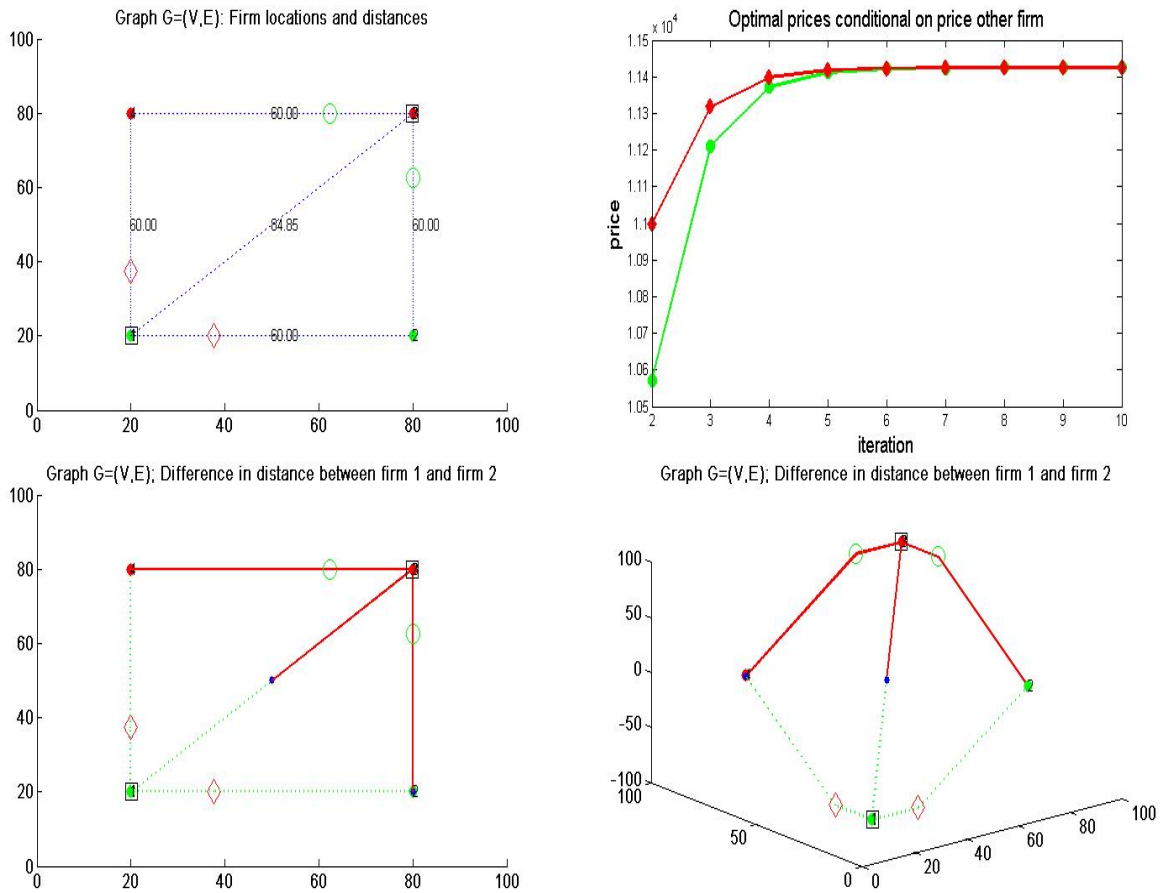 Graph G=(V,E): Firm locations and distances
100
80
60.00
60
60.00 84.85 60.00
40
20 1 60.00 2
0
0 20 40 60 80 100
Optimal prices conditional on price other firm
x 10^4
1.15
1.14
1.13
1.12
1.11
1.1
1.09
1.08
1.07
1.06
1.05
price
2 3 4 5 6 7 8 9 10
iteration
Graph G=(V,E); Difference in distance between firm 1 and firm 2
100
80
60
40
20 1 2
0
0 20 40 60 80 100
Graph G=(V,E); Difference in distance between firm 1 and firm 2
100
50
0
-50
-100
2
1
100
50
0
0 20 40 60 80 100